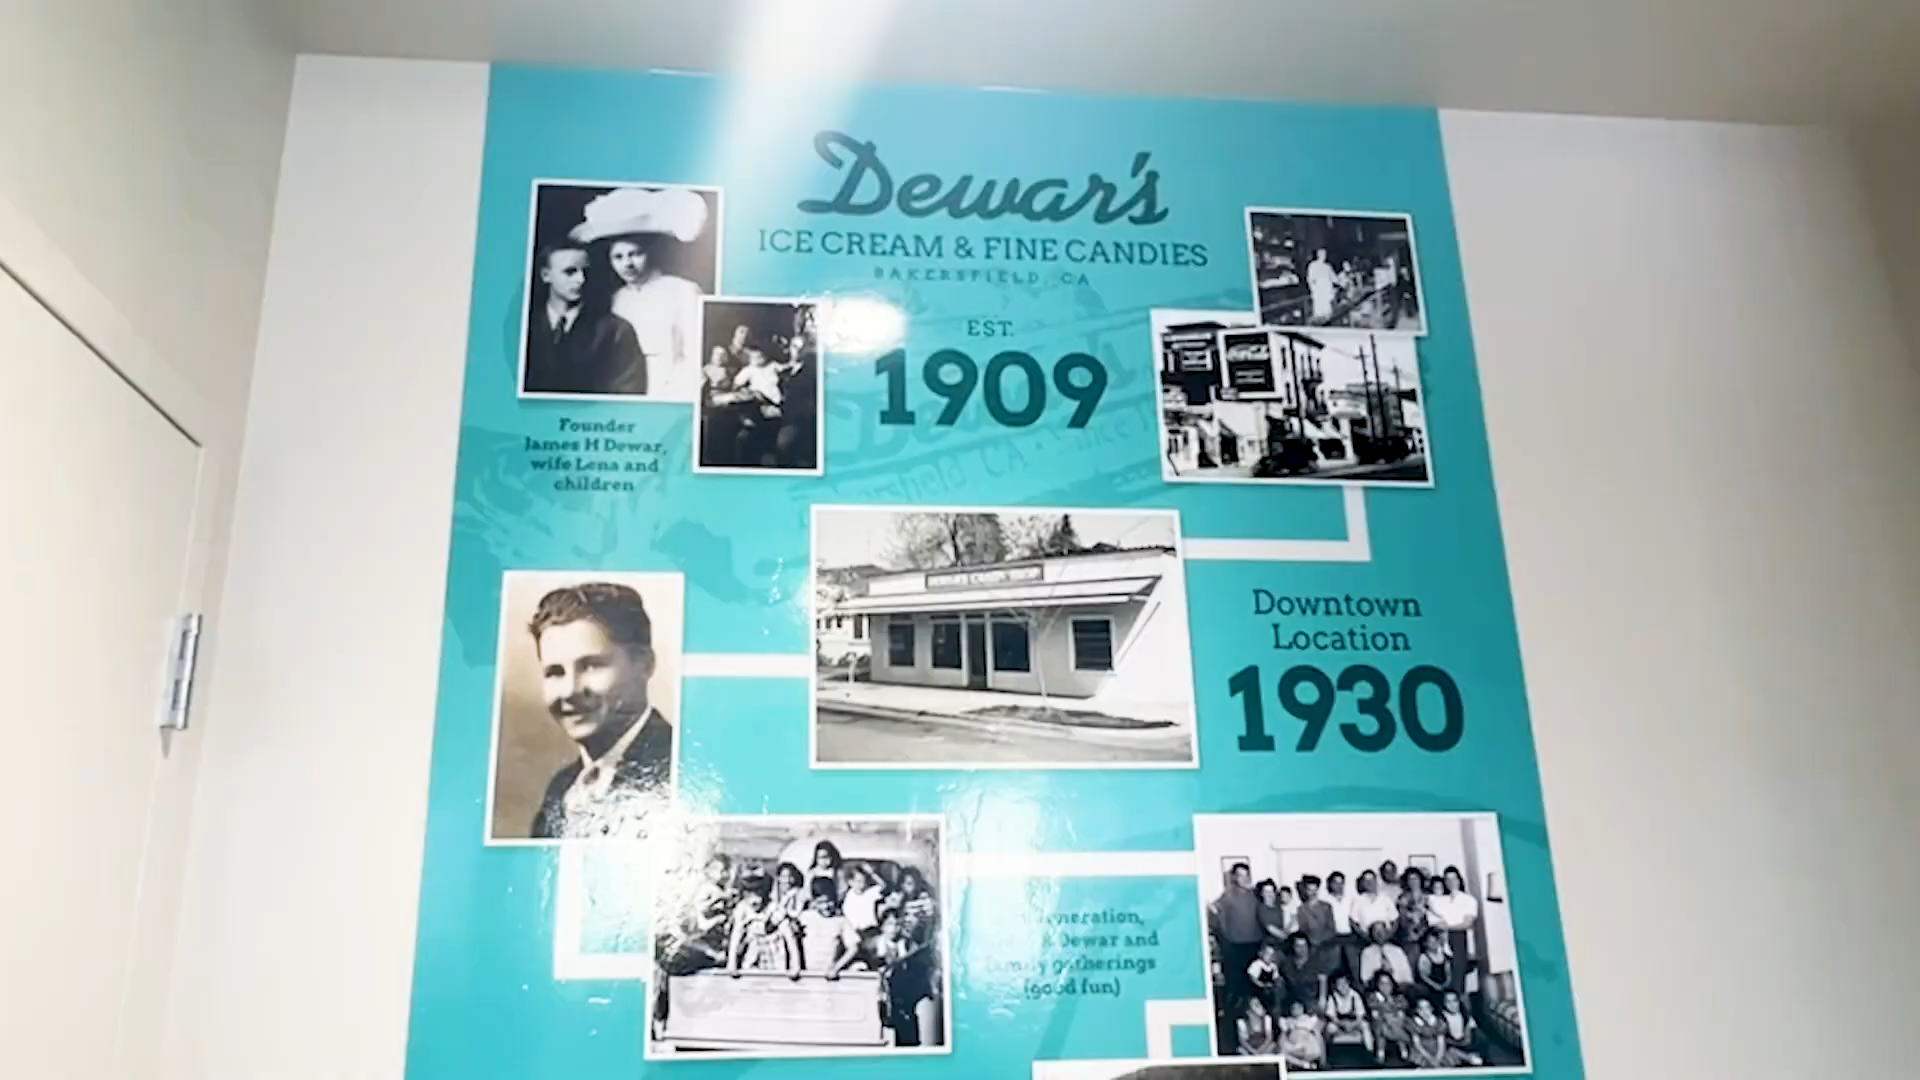 Dewar's
ICE CREAM & FINE CANDIES
BAKERSFIELD, CA
EST.
1909
Founder
James H Dewar,
wife Lena and
children
Downtown
Location
1930
Dewar and
family gatherings
(good fun)